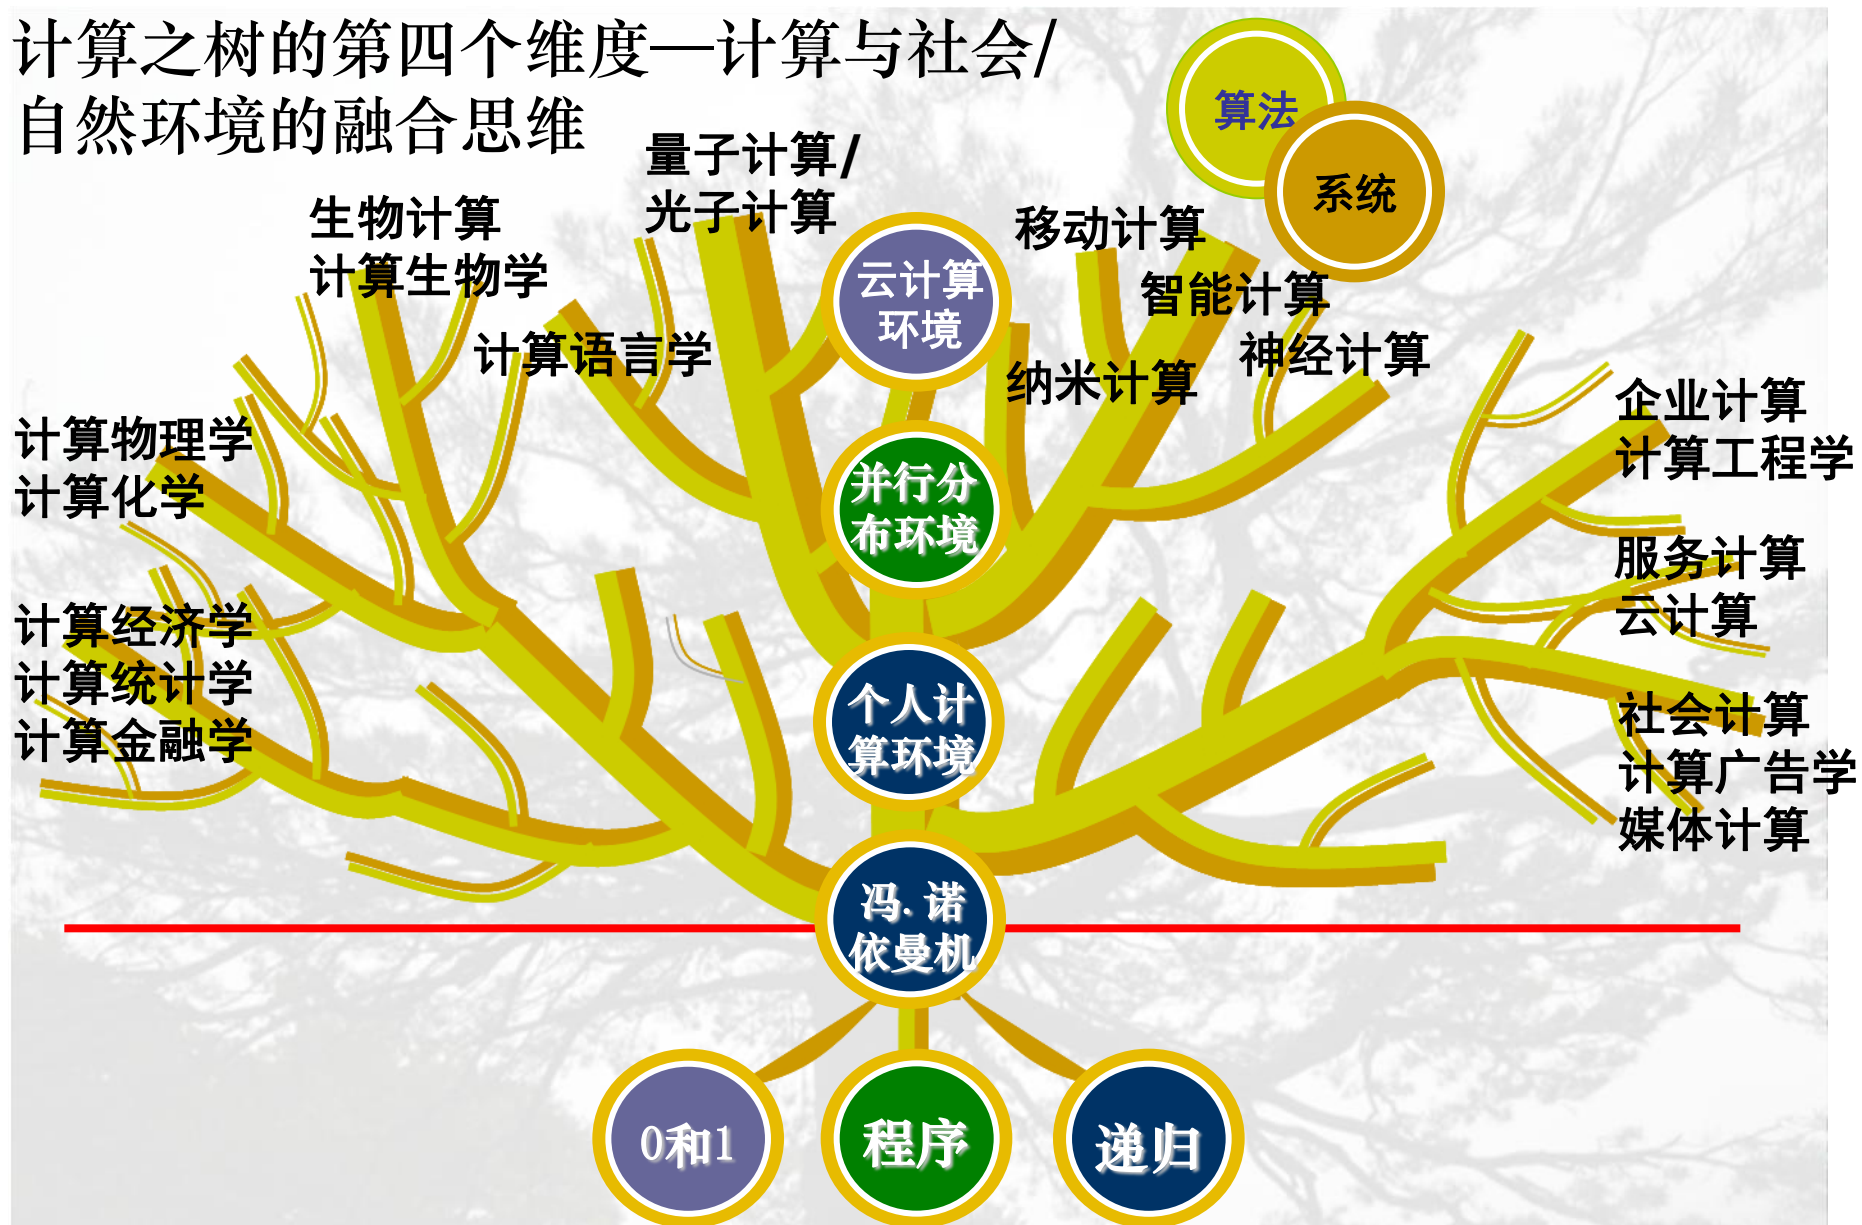 计算之树的第四个维度—计算与社会/
自然环境的融合思维
算法
系统
量子计算/
光子计算
生物计算
计算生物学
移动计算
智能计算
云计算
环境
计算语言学
纳米计算
神经计算
计算物理学
计算化学
企业计算
计算工程学
并行分
布环境
服务计算
云计算
计算经济学
计算统计学
计算金融学
个人计
算环境
社会计算
计算广告学
媒体计算
冯.诺
依曼机
0和1
程序
递归